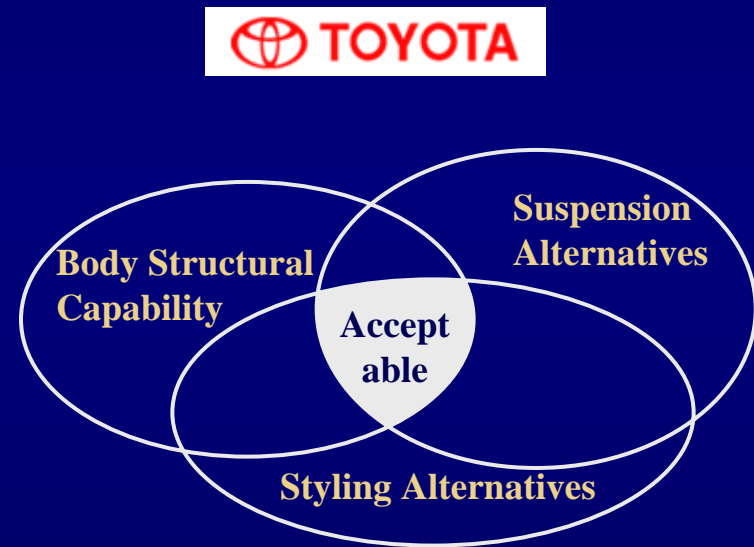 TOYOTA
Suspension
Alternatives
Body Structural
Capability
Accept
able
Styling Alternatives